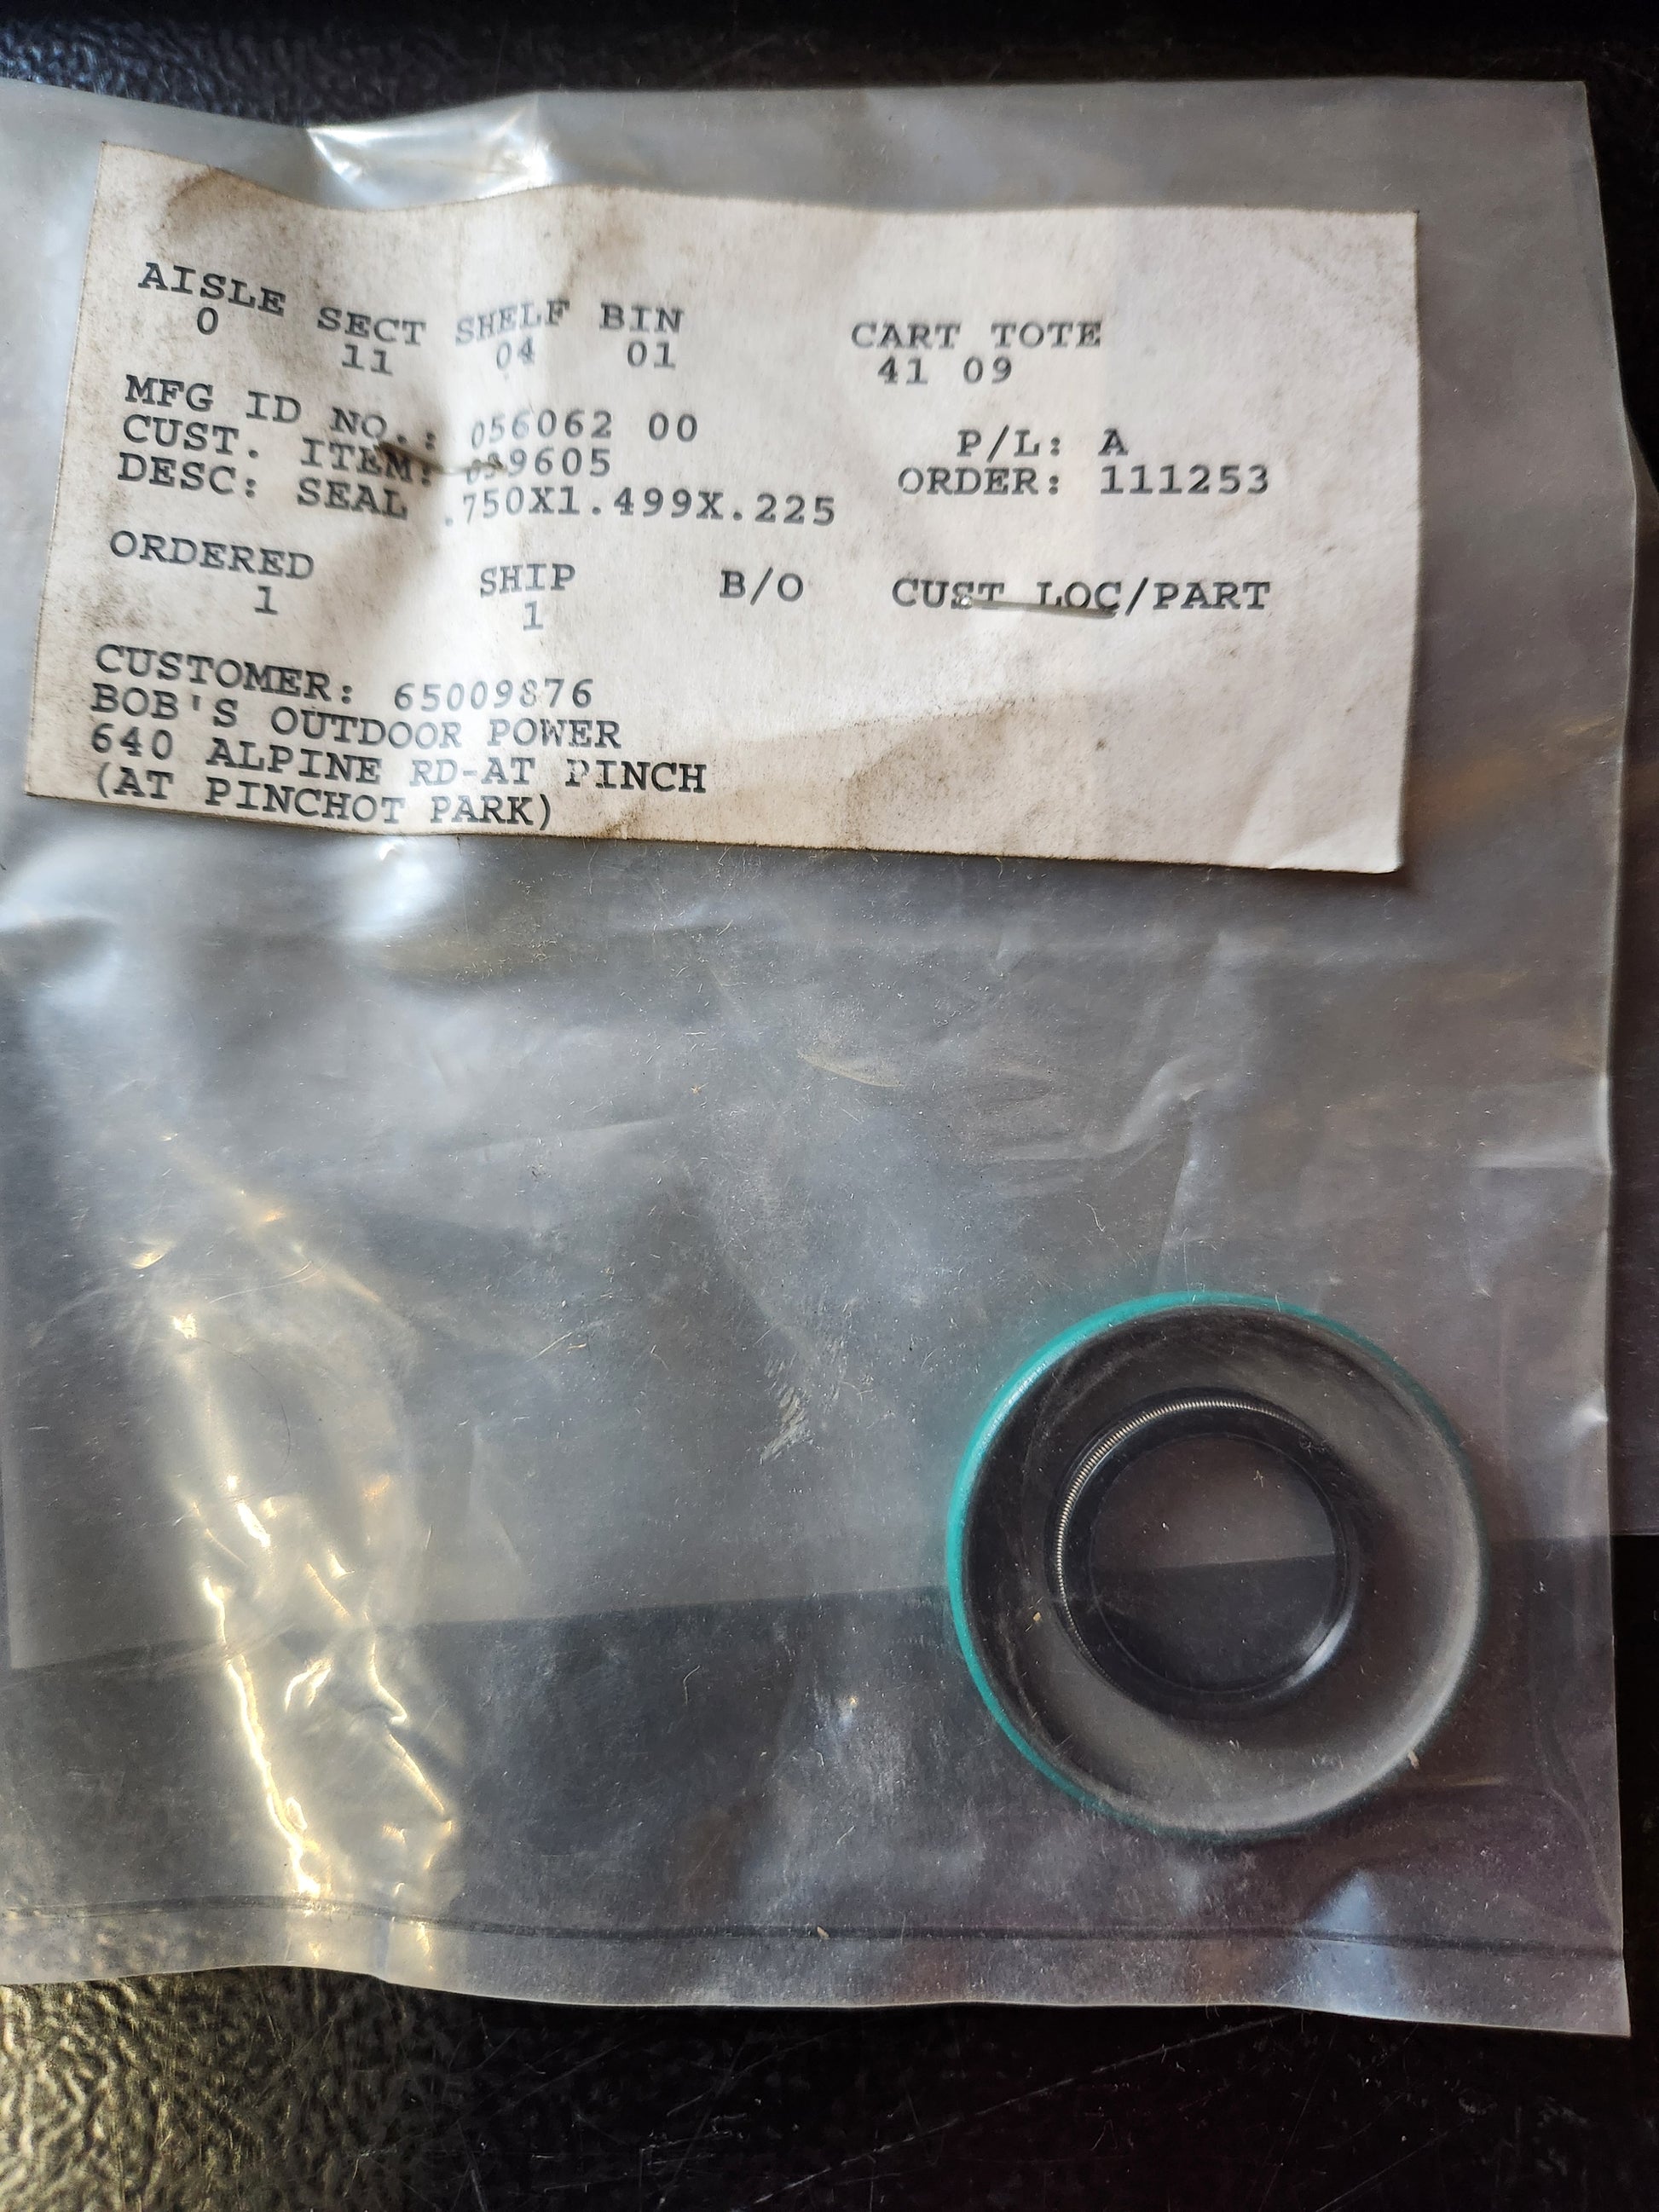 AISLE SECT SHELF BIN CART TOTE
0 11 04 01 41 09
MFG ID NO.: 056062 00 P/L: A
CUST. ITEM: ORDER: 111253
DESC: SEAL .750X1.499X.225
ORDERED SHIP B/O CUST LOC/PART
1 1
CUSTOMER: 65009876
BOB'S OUTDOOR POWER
640 ALPINE RD-AT PINCH
(AT PINCHOT PARK)